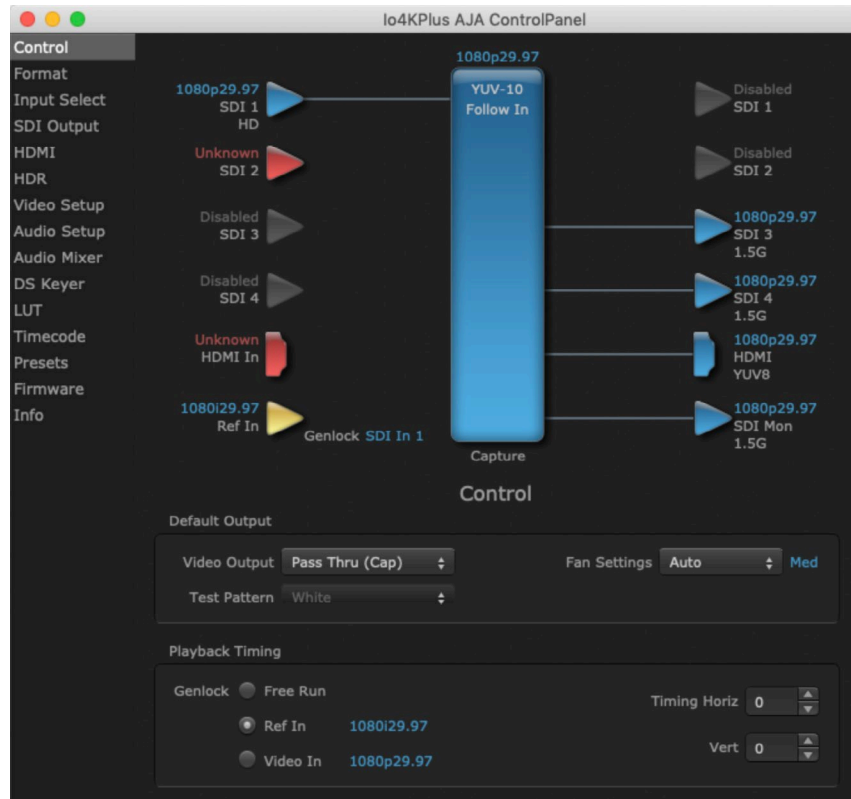 Io4KPlus AJA ControlPanel
Control
Format
Input Select
SDI Output
HDMI
HDR
Video Setup
Audio Setup
Audio Mixer
DS Keyer
LUT
Timecode
Presets
Firmware
Info
1080p29.97
YUV-10
Follow In
1080p29.97
SDI 1
HD
Unknown
SDI 2
Disabled
SDI 3
Disabled
SDI 4
Unknown
HDMI In
1080i29.97
Ref In
Genlock SDI In 1
Capture
Disabled
SDI 1
Disabled
SDI 2
1080p29.97
SDI 3
1.5G
1080p29.97
SDI 4
1.5G
1080p29.97
HDMI
YUV8
1080p29.97
SDI Mon
1.5G
Control
Default Output
Video Output Pass Thru (Cap) Fan Settings Auto Med
Test Pattern White
Playback Timing
Genlock Free Run Timing Horiz 0
Ref In 1080i29.97
Vert 0
Video In 1080p29.97